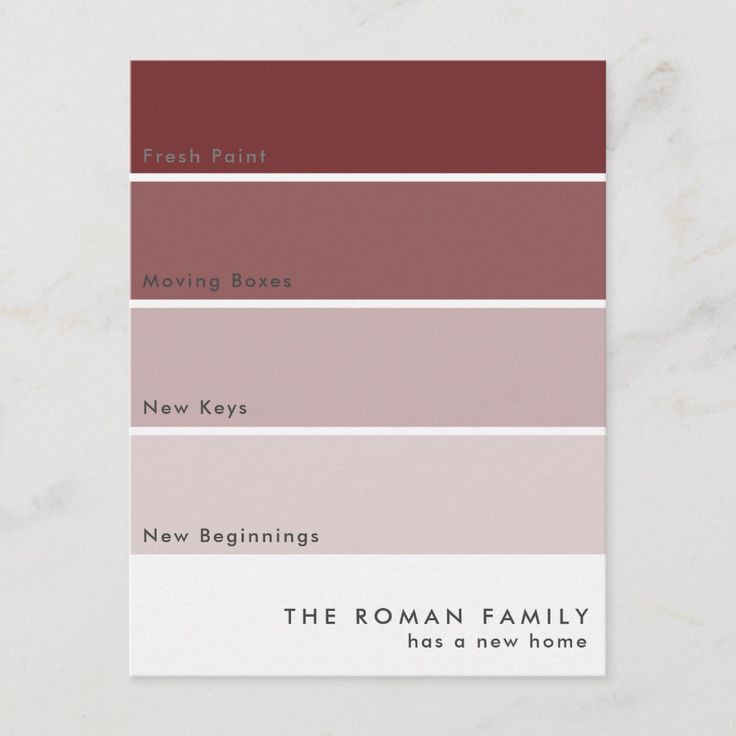 Fresh Paint
Moving Boxes
New Keys
New Beginnings
THE ROMAN FAMILY
has a new home